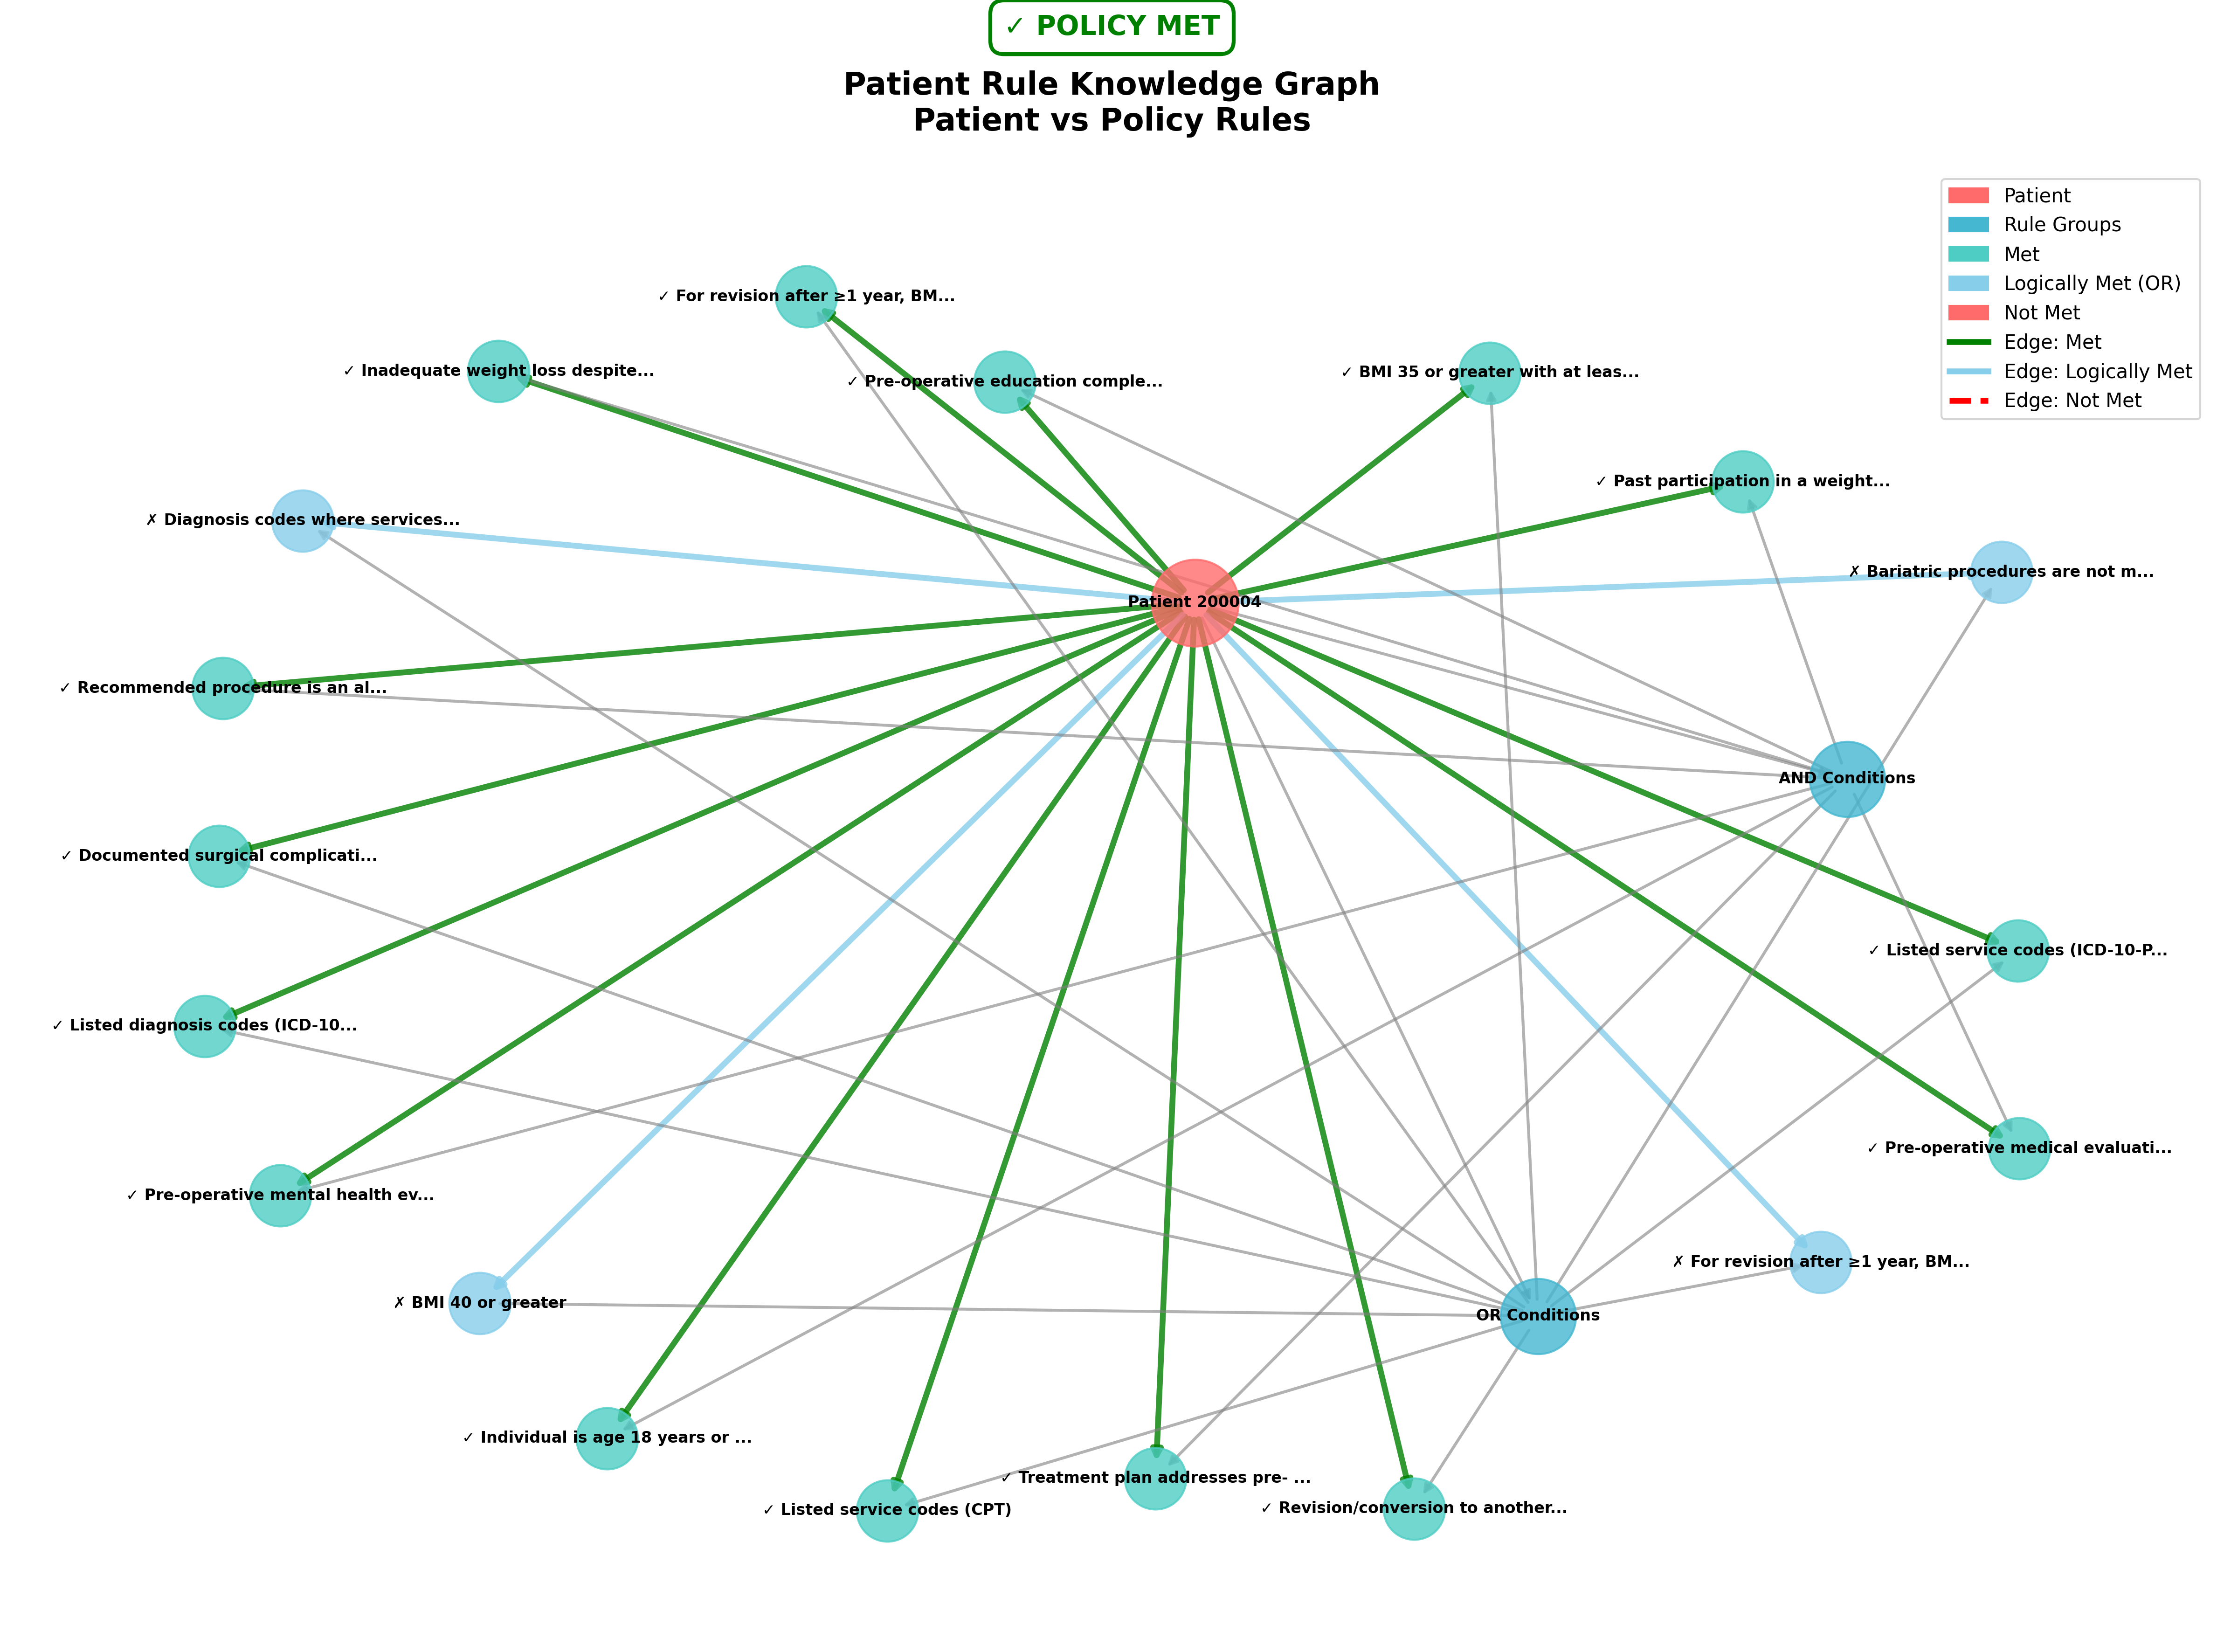 ✓ POLICY MET
Patient Rule Knowledge Graph
Patient vs Policy Rules
Patient
Rule Groups
Met
Logically Met (OR)
Not Met
Edge: Met
Edge: Logically Met
Edge: Not Met
✓ For revision after ≥1 year, BM...
✓ Inadequate weight loss despite...
✓ Pre-operative education comple...
✓ BMI 35 or greater with at leas...
✓ Past participation in a weight...
✗ Diagnosis codes where services...
✗ Bariatric procedures are not m...
Patient 200004
✓ Recommended procedure is an al...
AND Conditions
✓ Documented surgical complicati...
✓ Listed service codes (ICD-10-P...
✓ Listed diagnosis codes (ICD-10...
✓ Pre-operative medical evaluati...
✓ Pre-operative mental health ev...
✗ For revision after ≥1 year, BM...
✗ BMI 40 or greater
OR Conditions
✓ Individual is age 18 years or ...
✓ Treatment plan addresses pre- ...
✓ Listed service codes (CPT)
✓ Revision/conversion to another...